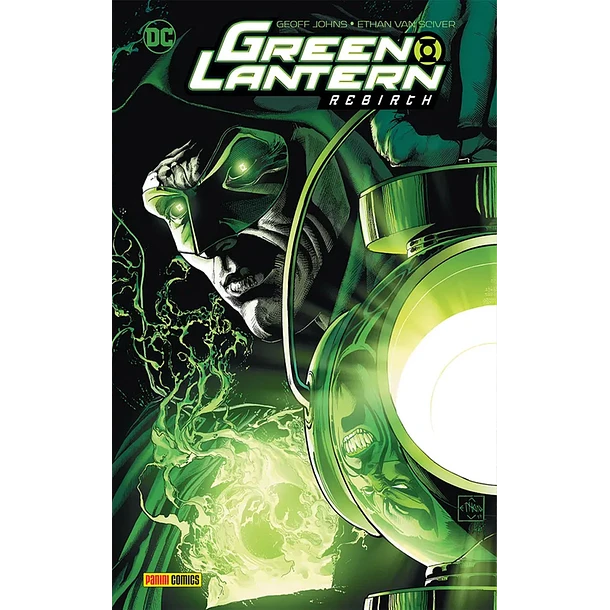 GEOFF JOHNS • ETHAN VAN SCIVER
DC
GREEN
LANTERN
REBIRTH
PANINI COMICS